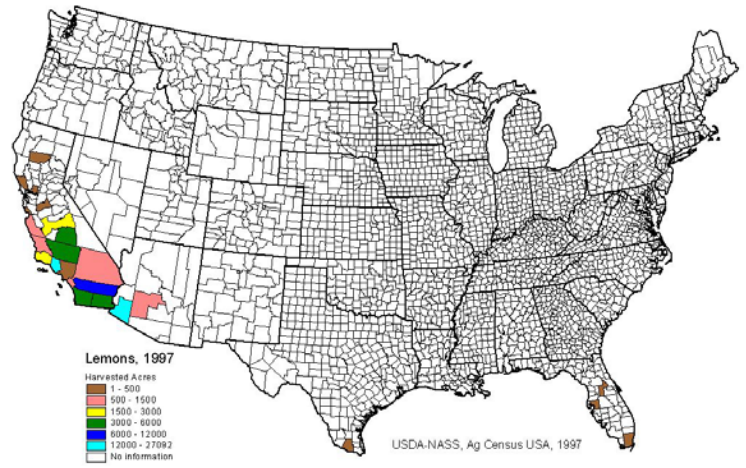 Lemons, 1997
Harvested Acres
1 - 500
500 - 1500
1500 - 3000
3000 - 6000
6000 - 12000
12000 - 27092
No information
USDA-NASS, Ag Census USA, 1997